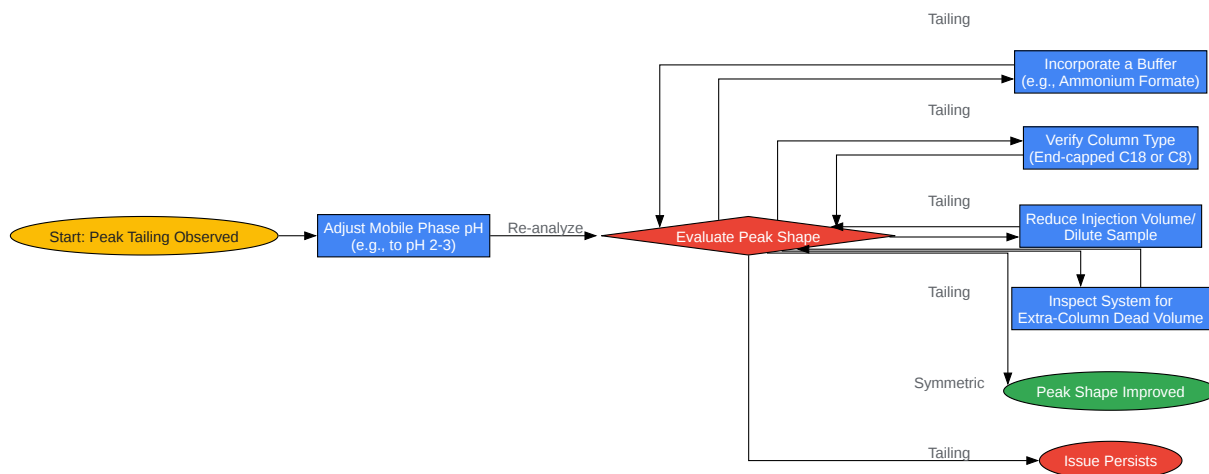 Tailing
Incorporate a Buffer
(e.g., Ammonium Formate)
Tailing
Verify Column Type
(End-capped C18 or C8)
Tailing
Reduce Injection Volume/
Dilute Sample
Start: Peak Tailing Observed
Adjust Mobile Phase pH
(e.g., to pH 2-3)
Re-analyze
Evaluate Peak Shape
Tailing
Inspect System for
Extra-Column Dead Volume
Symmetric
Peak Shape Improved
Tailing
Issue Persists